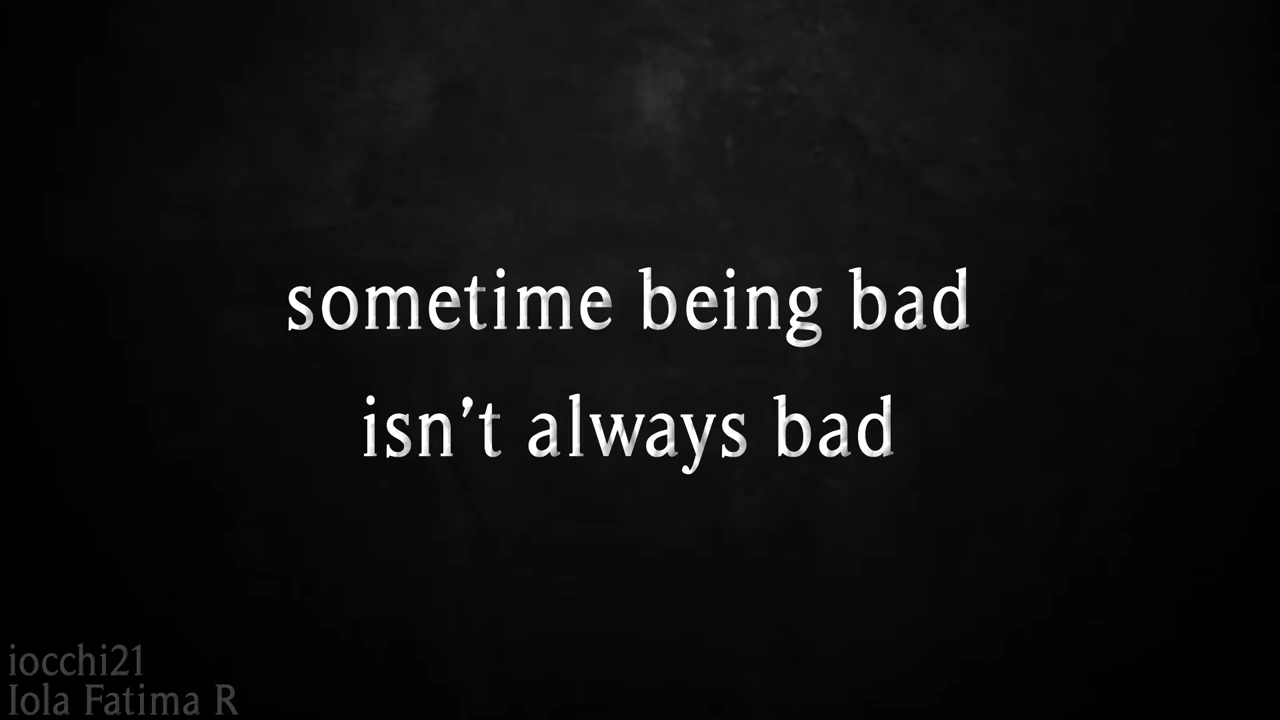 sometime being bad
isn't always bad
iocchi21
Iola Fatima R